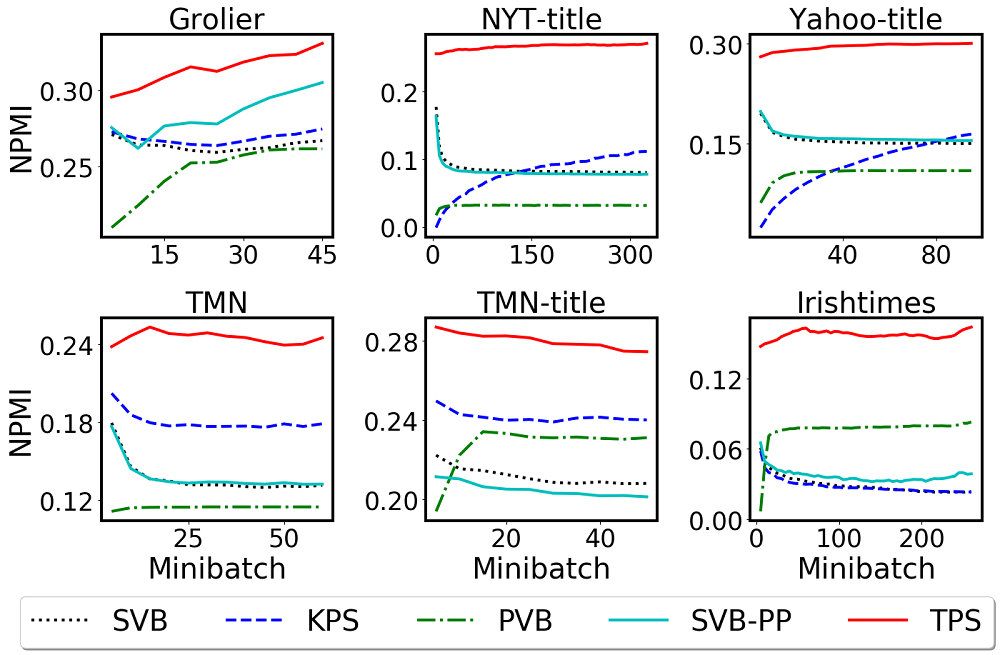 Grolier NYT-title Yahoo-title
NPMI
0.30
0.25
15 30 45
0.2
0.1
0.0
0 150 300
0.30
0.15
40 80
TMN TMN-title Irishtimes
NPMI
0.24
0.18
0.12
25 50
Minibatch
0.28
0.24
0.20
20 40
Minibatch
0.12
0.06
0.00
0 100 200
Minibatch
SVB KPS PVB SVB-PP TPS